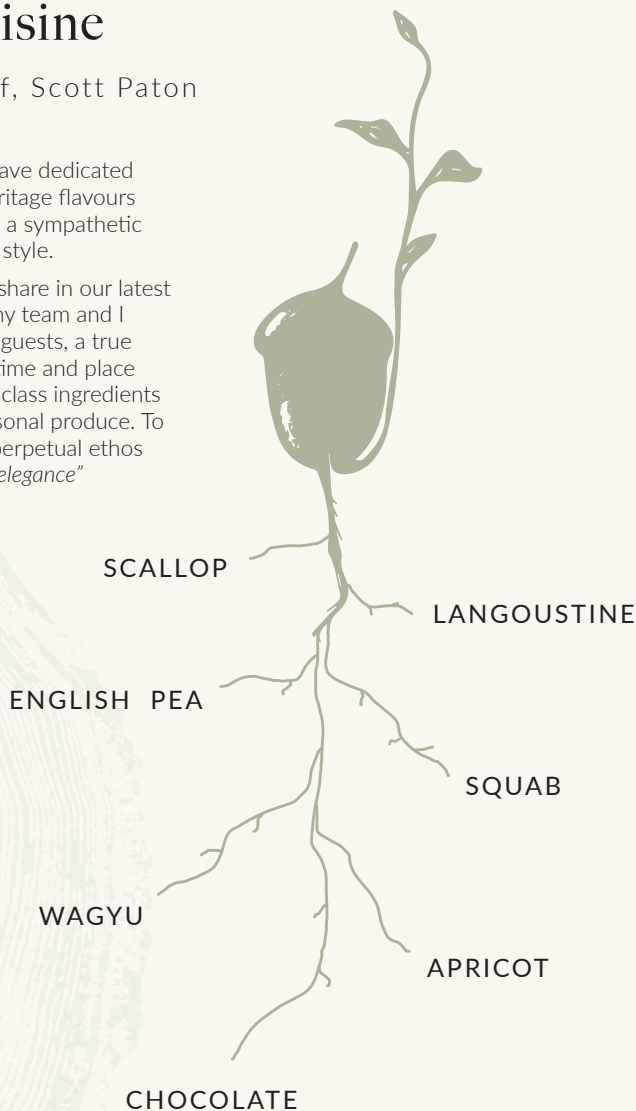 isine
f, Scott Paton
ave dedicated
ritage flavours
a sympathetic
style.
share in our latest
ny team and I
guests, a true
time and place
class ingredients
sonal produce. To
perpetual ethos
elegance”
SCALLOP
LANGOUSTINE
ENGLISH PEA
SQUAB
WAGYU
APRICOT
CHOCOLATE